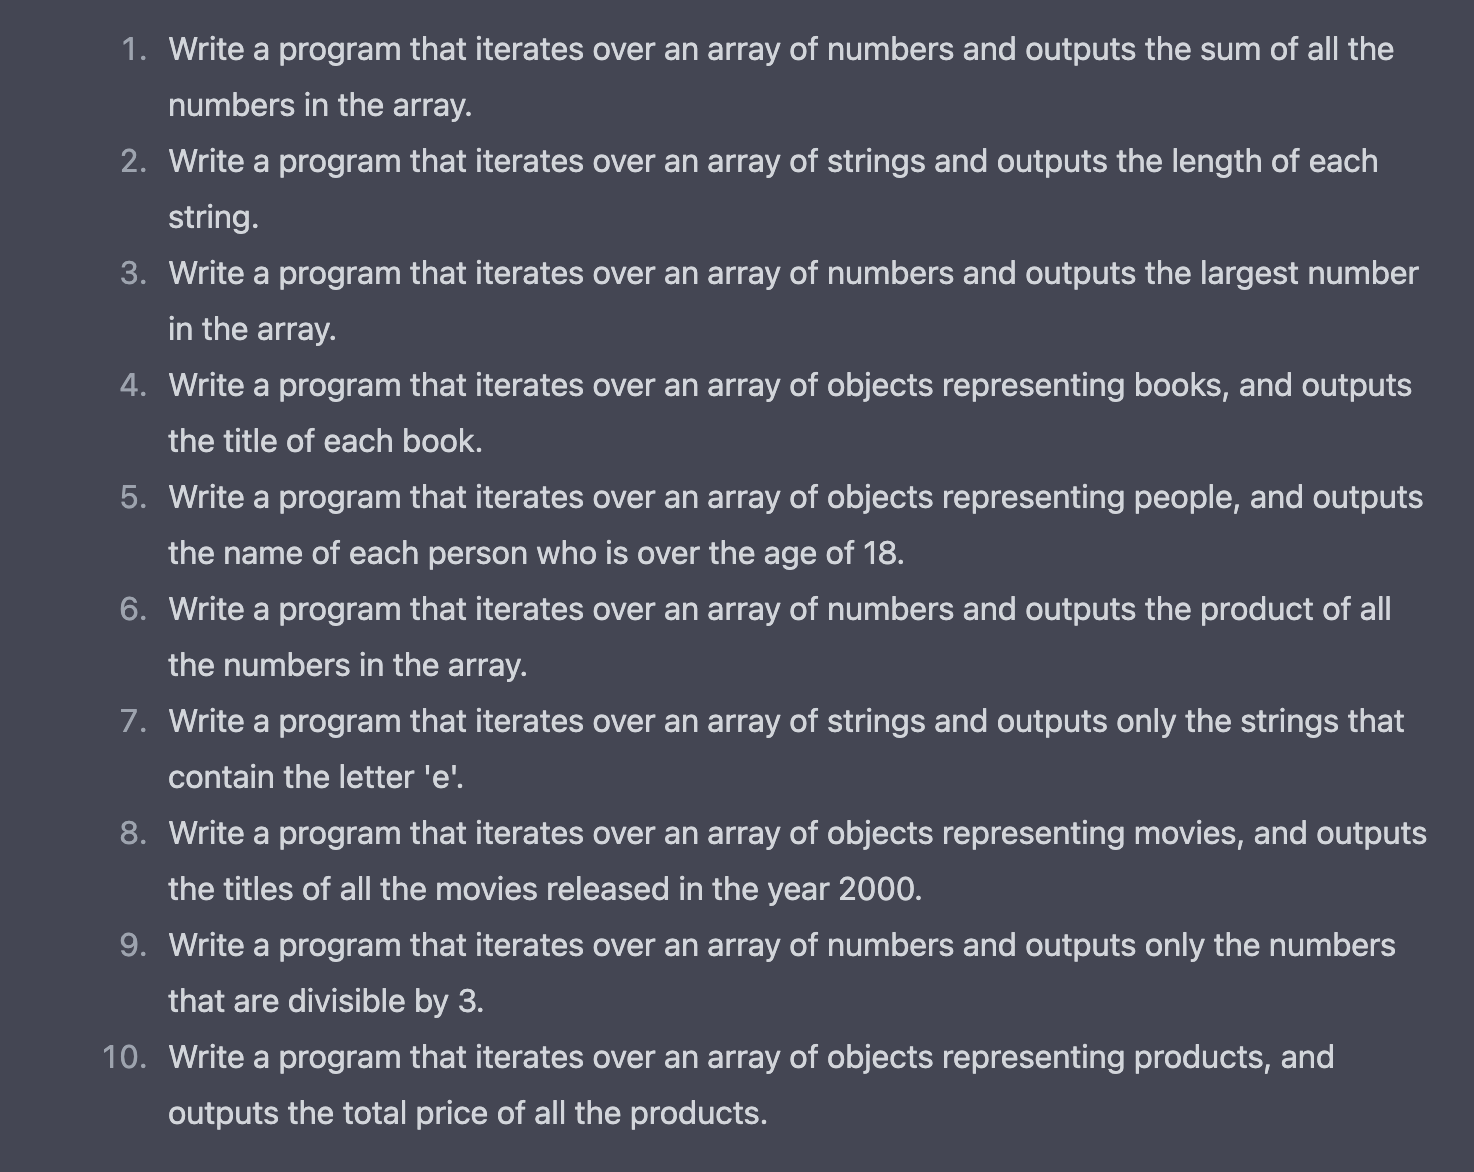 1. Write a program that iterates over an array of numbers and outputs the sum of all the
numbers in the array.
2. Write a program that iterates over an array of strings and outputs the length of each
string.
3. Write a program that iterates over an array of numbers and outputs the largest number
in the array.
4. Write a program that iterates over an array of objects representing books, and outputs
the title of each book.
5. Write a program that iterates over an array of objects representing people, and outputs
the name of each person who is over the age of 18.
6. Write a program that iterates over an array of numbers and outputs the product of all
the numbers in the array.
7. Write a program that iterates over an array of strings and outputs only the strings that
contain the letter 'e'.
8. Write a program that iterates over an array of objects representing movies, and outputs
the titles of all the movies released in the year 2000.
9. Write a program that iterates over an array of numbers and outputs only the numbers
that are divisible by 3.
10. Write a program that iterates over an array of objects representing products, and
outputs the total price of all the products.